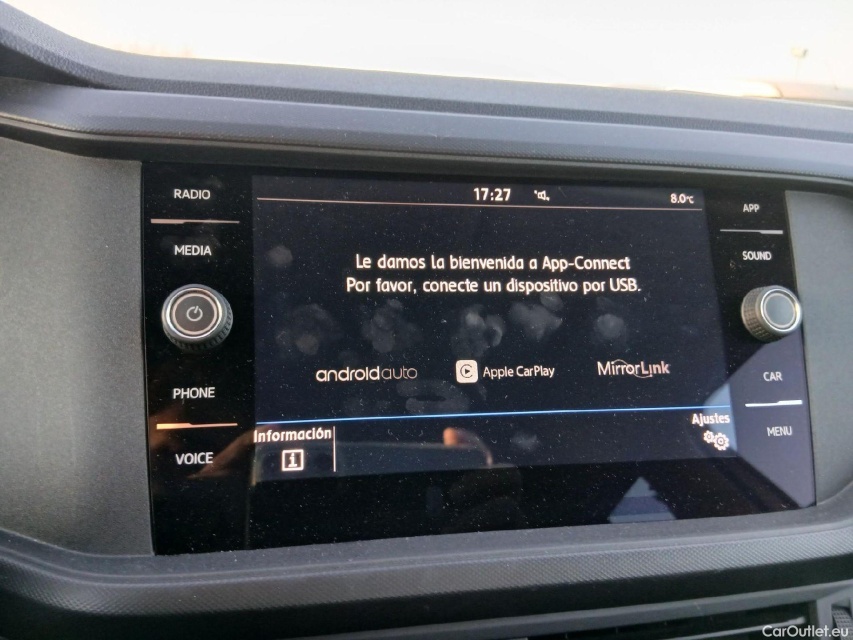 RADIO
MEDIA
PHONE
VOICE
17:27
8.0°C
Le damos la bienvenida a App-Connect
Por favor, conecte un dispositivo por USB.
androidauto
Apple CarPlay
MirrorLink
Información
Ajustes
APP
SOUND
CAR
MENU
CarOutlet.eu